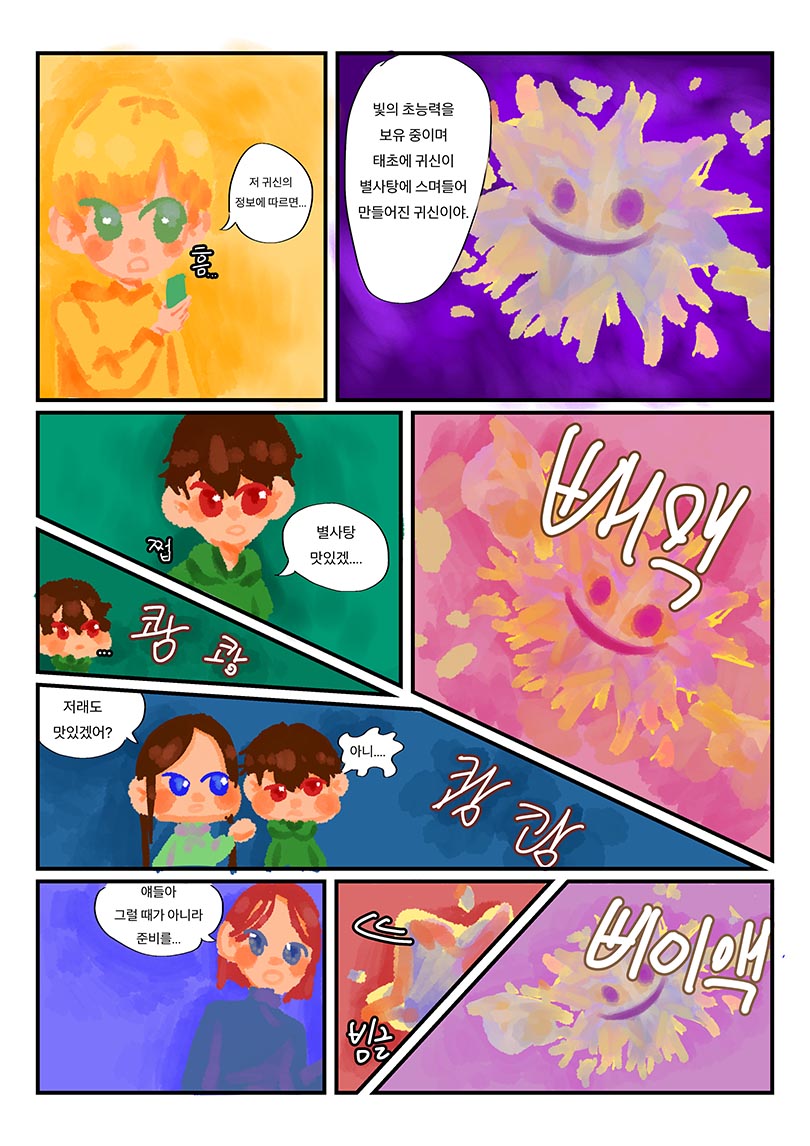 저 귀신의
정보에 따르면...
흠...
빛의 초능력을
보유 중이며
태초에 귀신이
별사탕에 스며들어
만들어진 귀신이야.
별사탕
맛있겠....
쩝
배액
...
쾅 쾅
저래도
맛있겠어?
아니....
쾅 쾅
얘들아
그럴 때가 아니라
준비를...
빙글
베이액